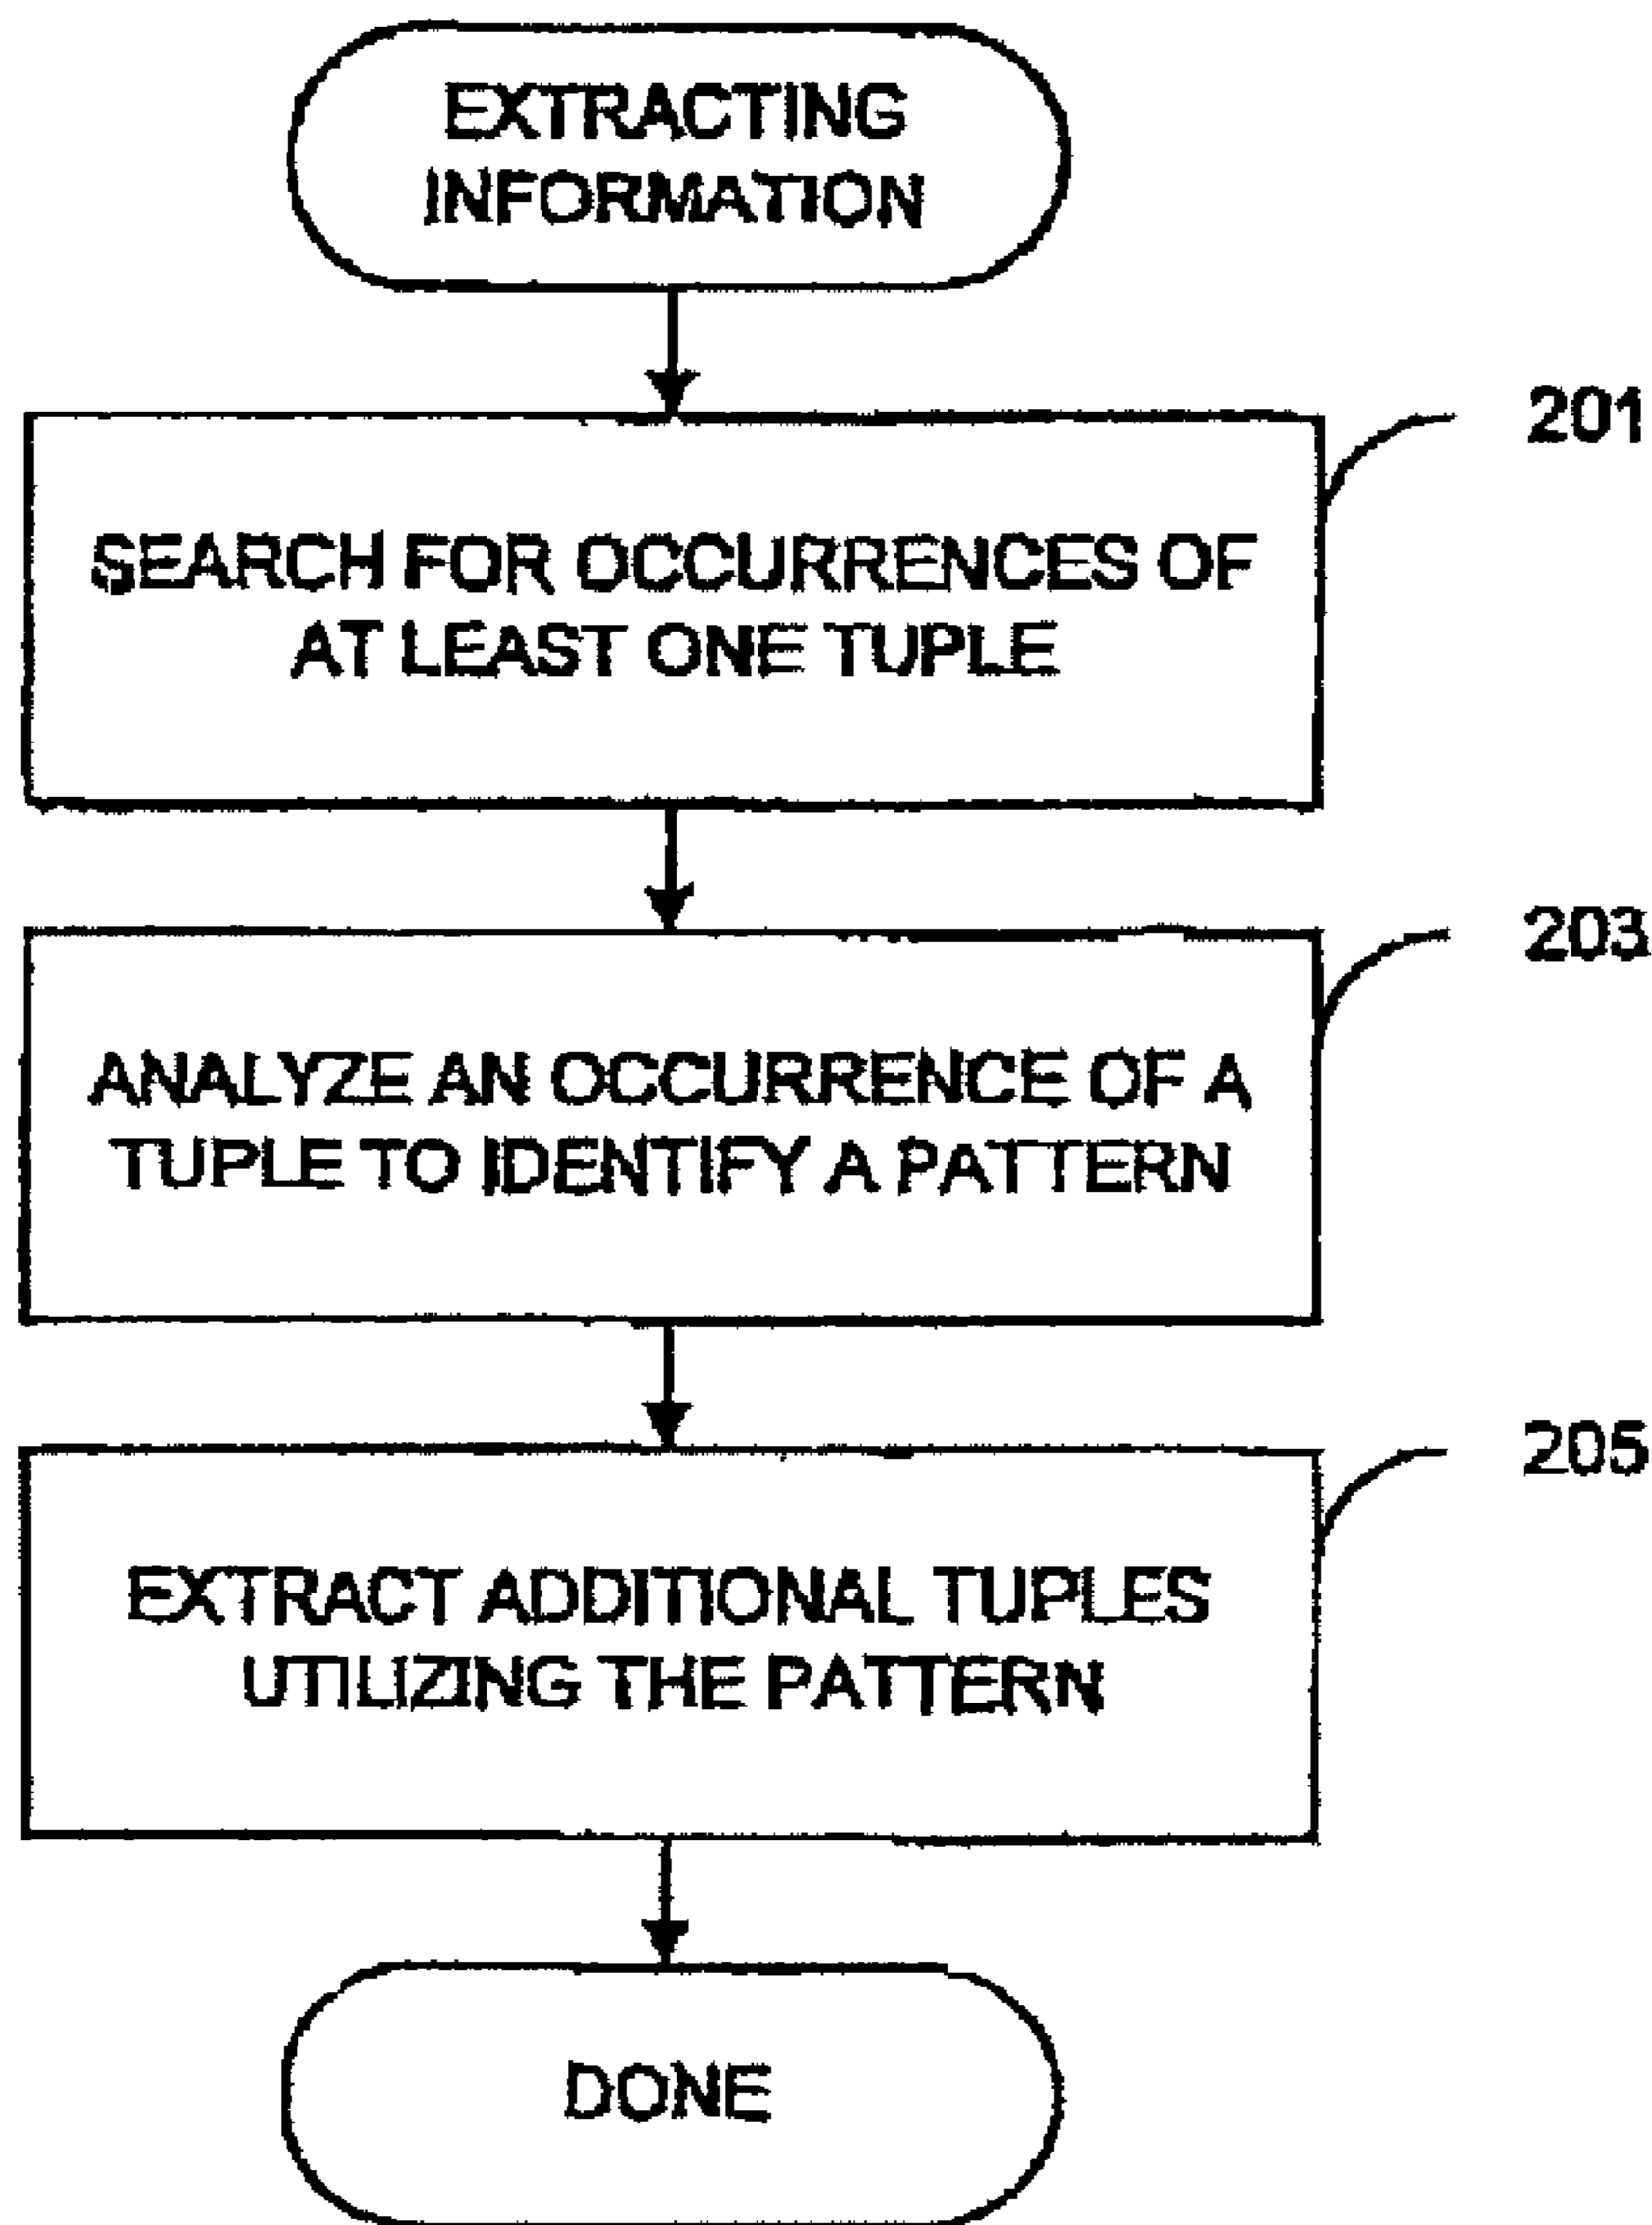 EXTRACTING
INFORMATION
201
SEARCH FOR OCCURRENCES OF
AT LEAST ONE TUPLE
203
ANALYZE AN OCCURRENCE OF A
TUPLE TO IDENTIFY A PATTERN
205
EXTRACT ADDITIONAL TUPLES
UTILIZING THE PATTERN
DONE